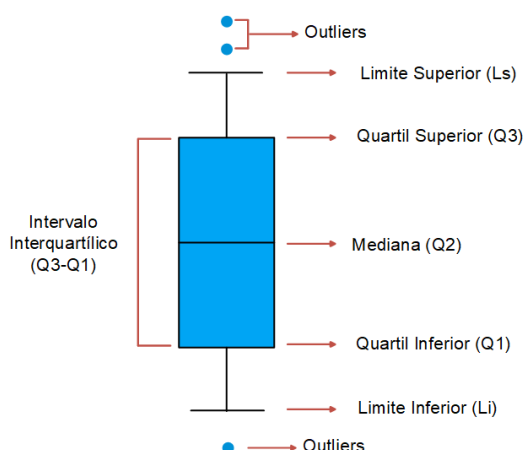 Outliers
Limite Superior (Ls)
Quartil Superior (Q3)
Intervalo
Interquartílico
(Q3-Q1)
Mediana (Q2)
Quartil Inferior (Q1)
Limite Inferior (Li)
Outliers